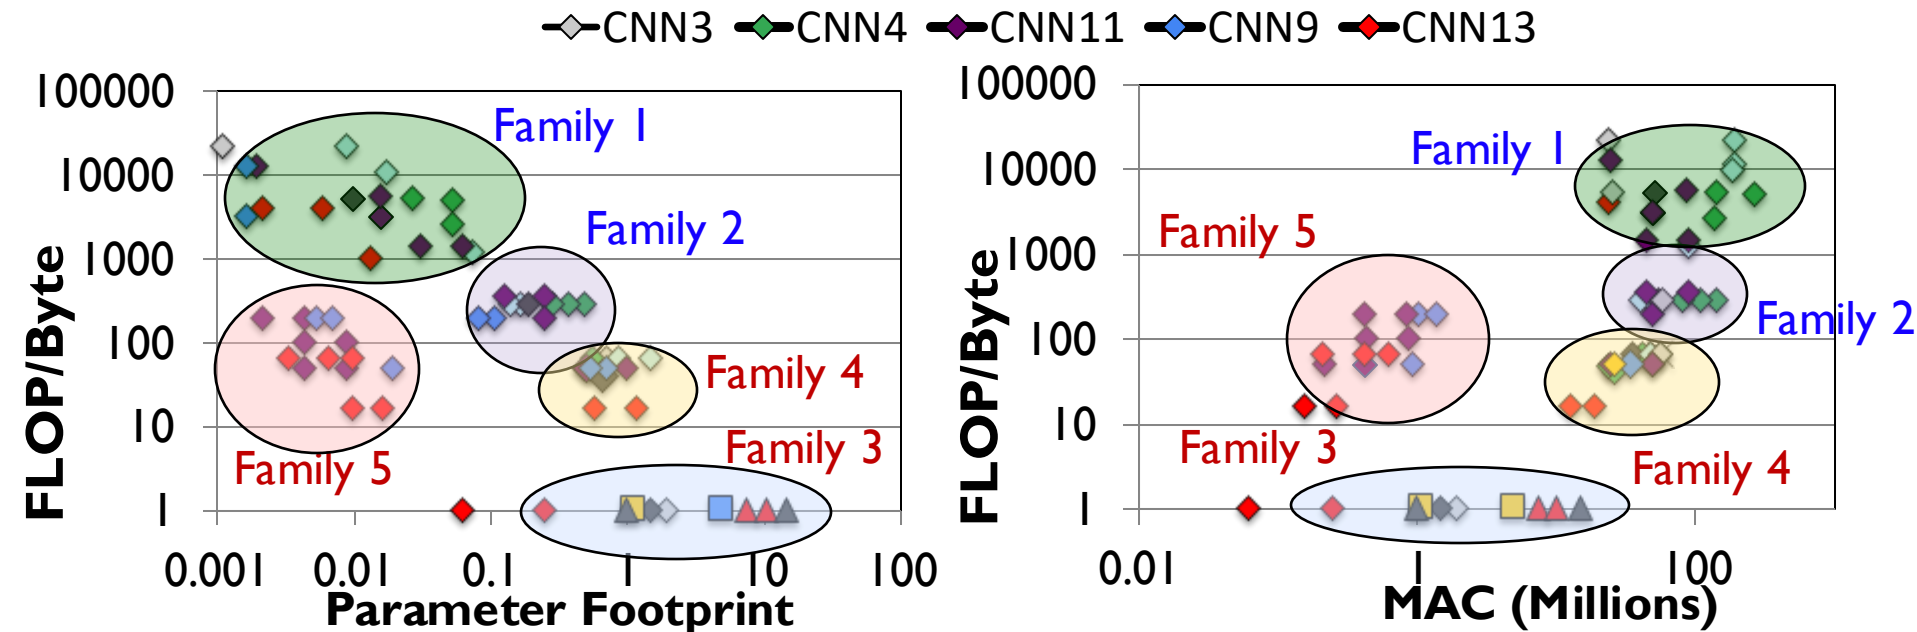 CNN3 CNN4 CNN11 CNN9 CNN13
FLOP/Byte
100000
10000
1000
100
10
1
0.001 0.01 0.1 1 10 100
Parameter Footprint
Family 1
Family 2
Family 4
Family 3
Family 5
FLOP/Byte
100000
10000
1000
100
10
1
0.01 1 100
MAC (Millions)
Family 1
Family 5
Family 2
Family 3
Family 4